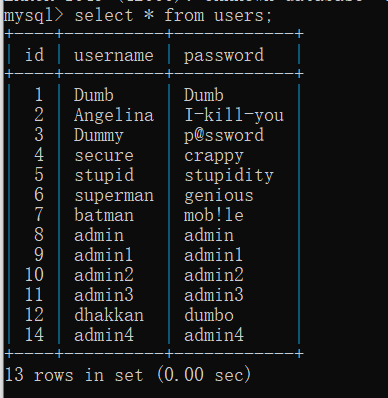 mysql> select * from users;
+----+----------+------------+
| id | username | password   |
+----+----------+------------+
|  1 | Dumb     | Dumb       |
|  2 | Angelina | I-kill-you |
|  3 | Dummy    | p@ssword   |
|  4 | secure   | crappy     |
|  5 | stupid   | stupidity  |
|  6 | superman | genious    |
|  7 | batman   | mob!le     |
|  8 | admin    | admin      |
|  9 | admin1   | admin1     |
| 10 | admin2   | admin2     |
| 11 | admin3   | admin3     |
| 12 | dhakkan  | dumbo      |
| 14 | admin4   | admin4     |
+----+----------+------------+
13 rows in set (0.00 sec)